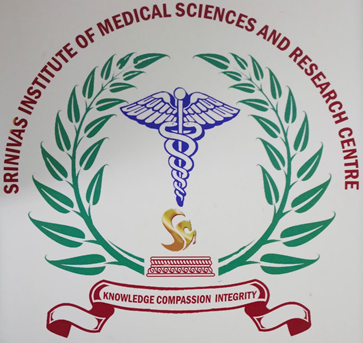 SRINIVAS INSTITUTE OF MEDICAL SCIENCES AND RESEARCH CENTRE
KNOWLEDGE COMPASSION INTEGRITY